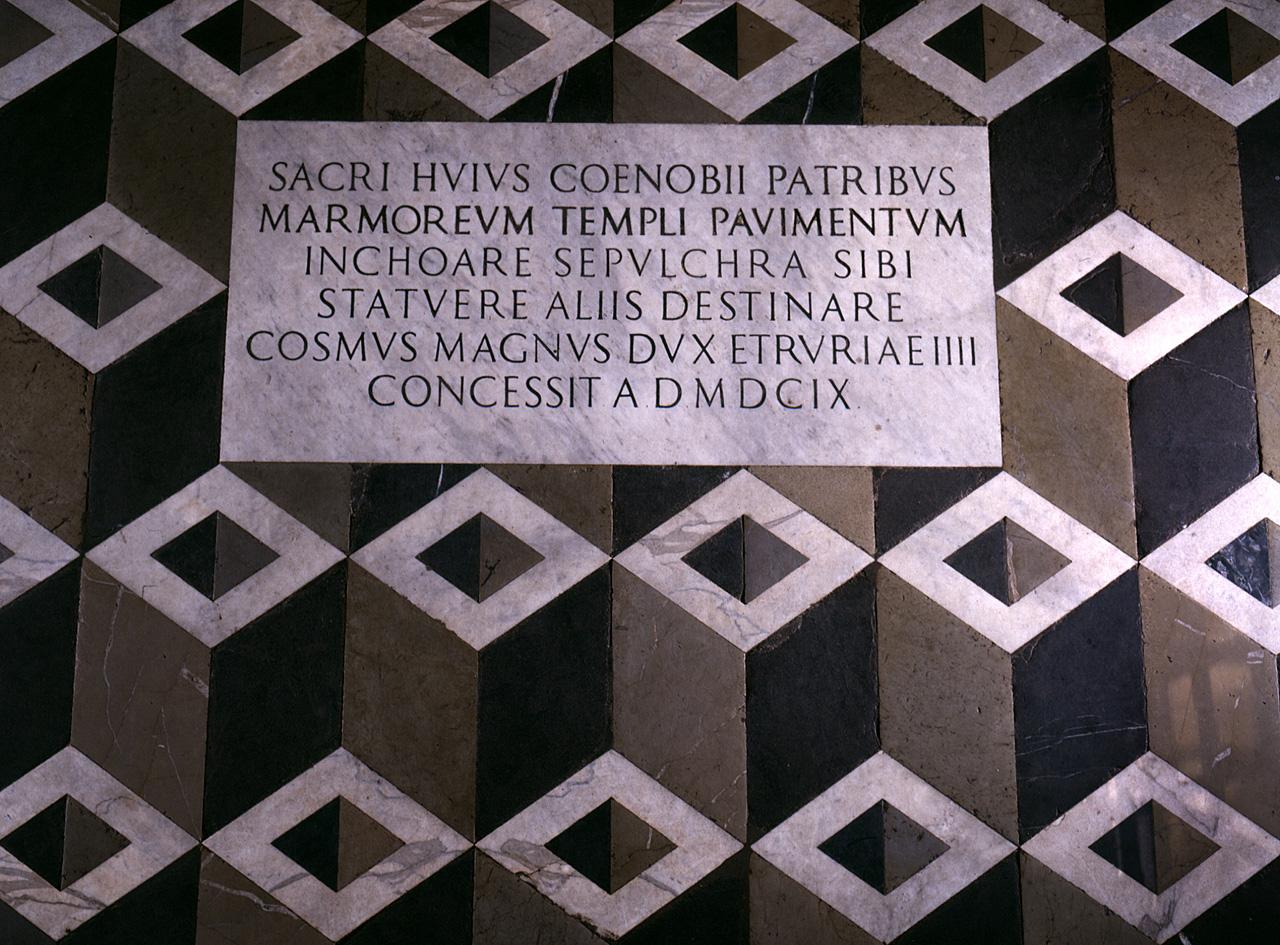 SACRI HVIVS COENOBII PATRIBVS
MARMOREVM TEMPLI PAVIMENTVM
INCHOARE SEPVLCHRA SIBI
STATVERE ALIIS DESTINARE
COSMVS MAGNVS DVX ETRVRIAE IIII
CONCESSIT A D MDCIX.